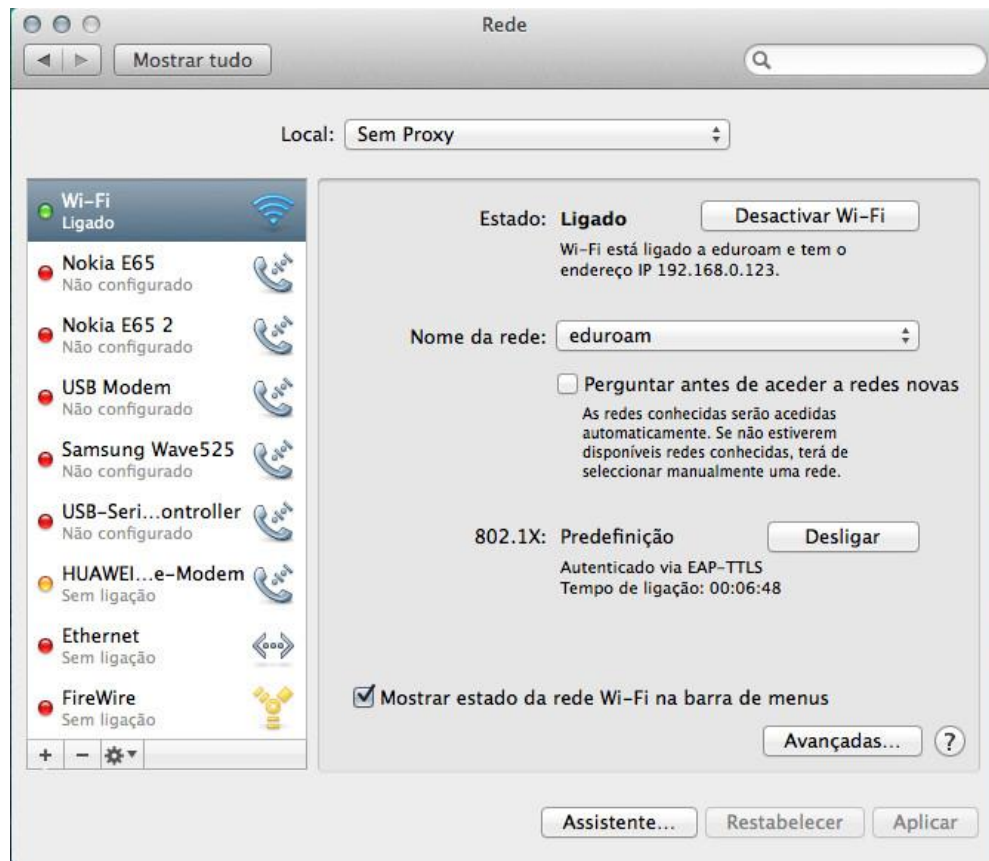 Rede
Mostrar tudo
Local: Sem Proxy
Wi-Fi
Ligado
Nokia E65
Não configurado
Nokia E65 2
Não configurado
USB Modem
Não configurado
Samsung Wave525
Não configurado
USB-Seri...ontroller
Não configurado
HUAWEI...e-Modem
Sem ligação
Ethernet
Sem ligação
FireWire
Sem ligação
Estado: Ligado Desactivar Wi-Fi
Wi-Fi está ligado a eduroam e tem o
endereço IP 192.168.0.123.
Nome da rede: eduroam
Perguntar antes de aceder a redes novas
As redes conhecidas serão acedidas
automaticamente. Se não estiverem
disponíveis redes conhecidas, terá de
seleccionar manualmente uma rede.
802.1X: Predefinição Desligar
Autenticado via EAP-TTLS
Tempo de ligação: 00:06:48
Mostrar estado da rede Wi-Fi na barra de menus
Avançadas... ?
Assistente... Restabelecer Aplicar